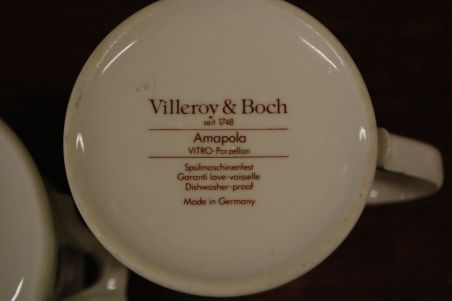 Villeroy & Boch
seit 1748
Amapola
VITRO-Porzellan
Spülmaschinenfest
Garanti lave-vaisselle
Dishwasher-proof
Made in Germany